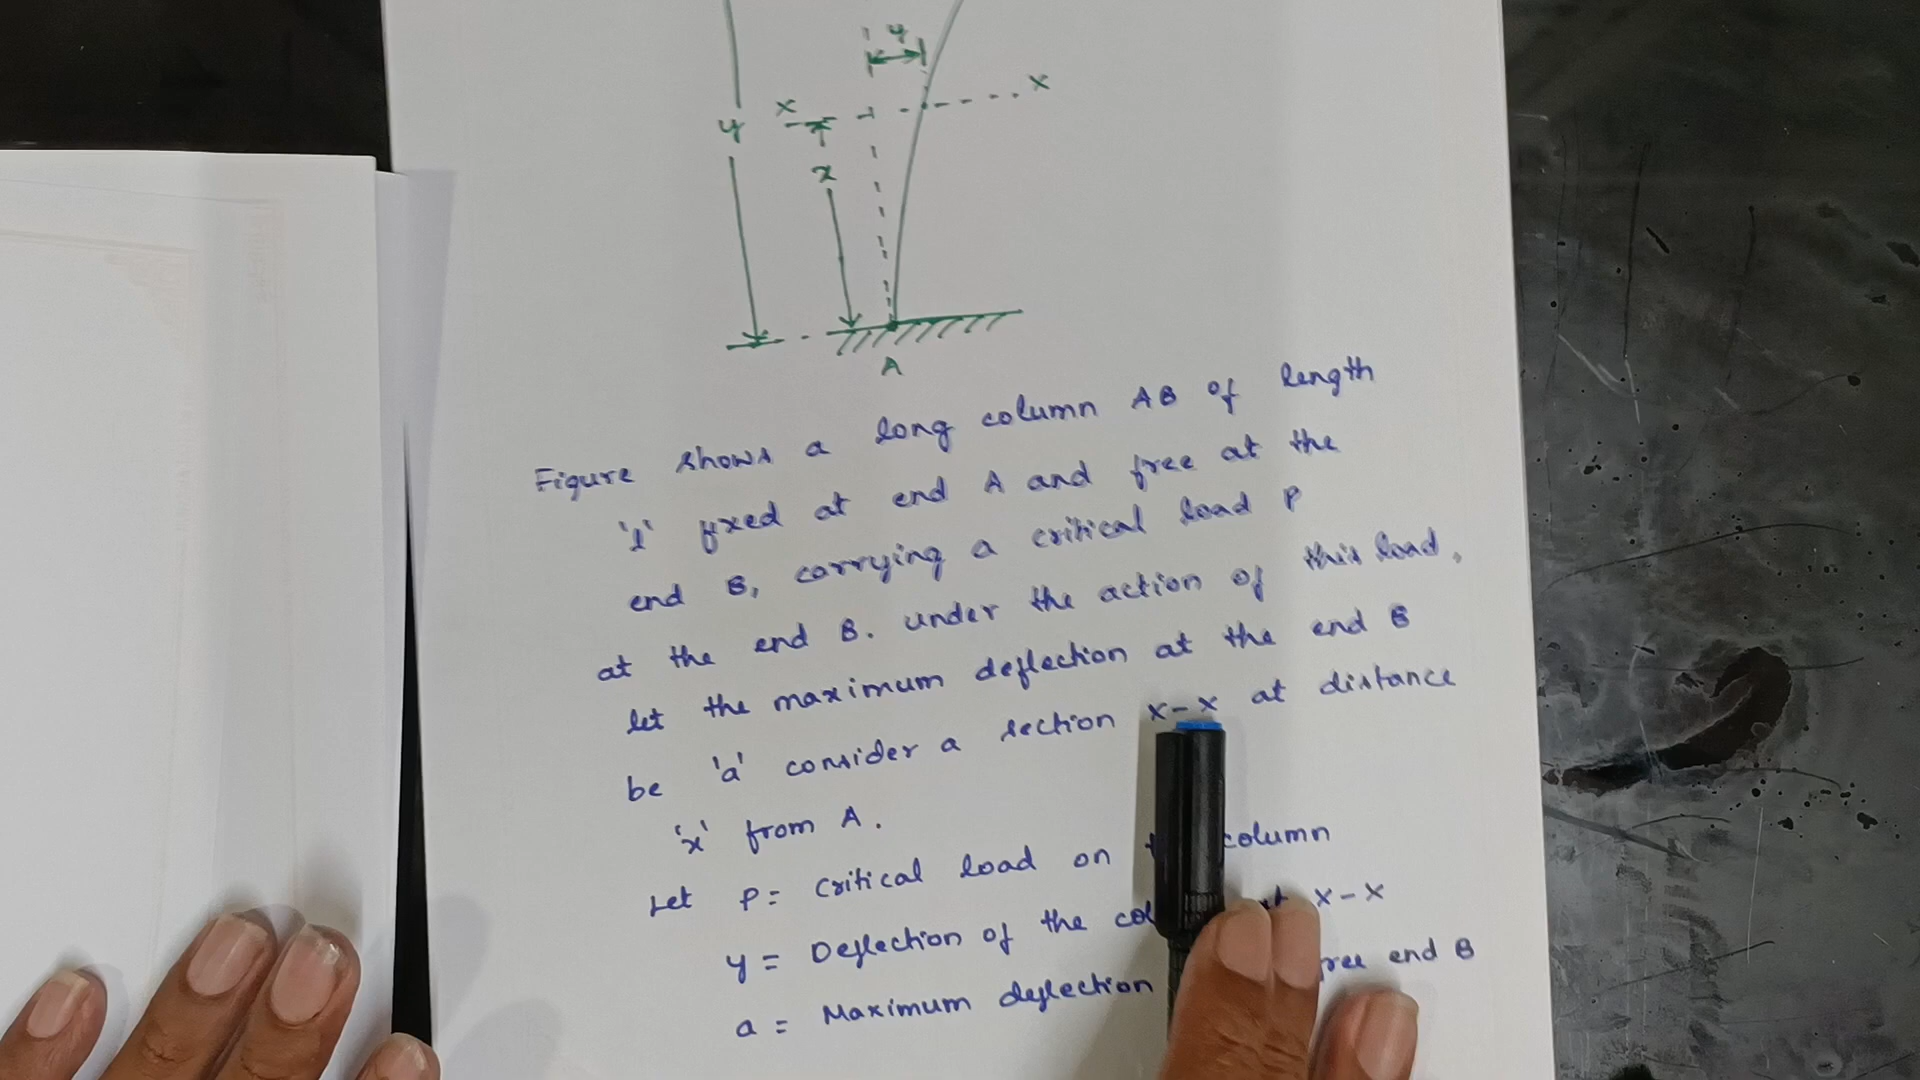 y
x
x
y
x
A
Figure shows a long column AB of length
'l' fixed at end A and free at the
end B, carrying a critical load P
at the end B. under the action of this load,
let the maximum deflection at the end B
be 'a' consider a section x-x at distance
'x' from A.
Let P = Critical load on column
y = Deflection of the x-x
a = Maximum deflection end B